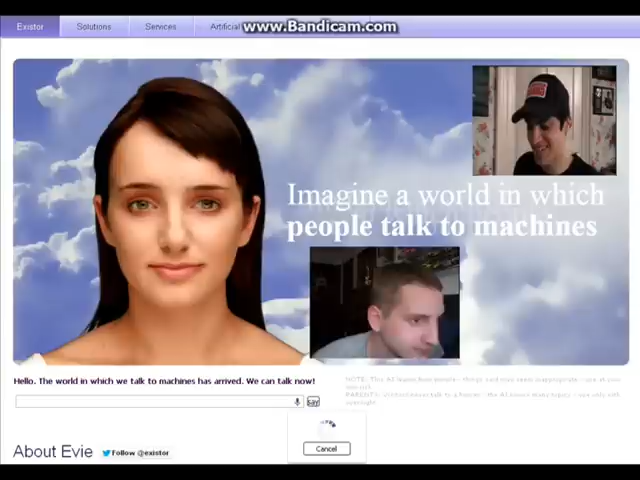 Existor Solutions Services Artificial
www.Bandicam.com
Imagine a world in which
people talk to machines
Hello. The world in which we talk to machines has arrived. We can talk now!
say
Cancel
About Evie Follow @existor